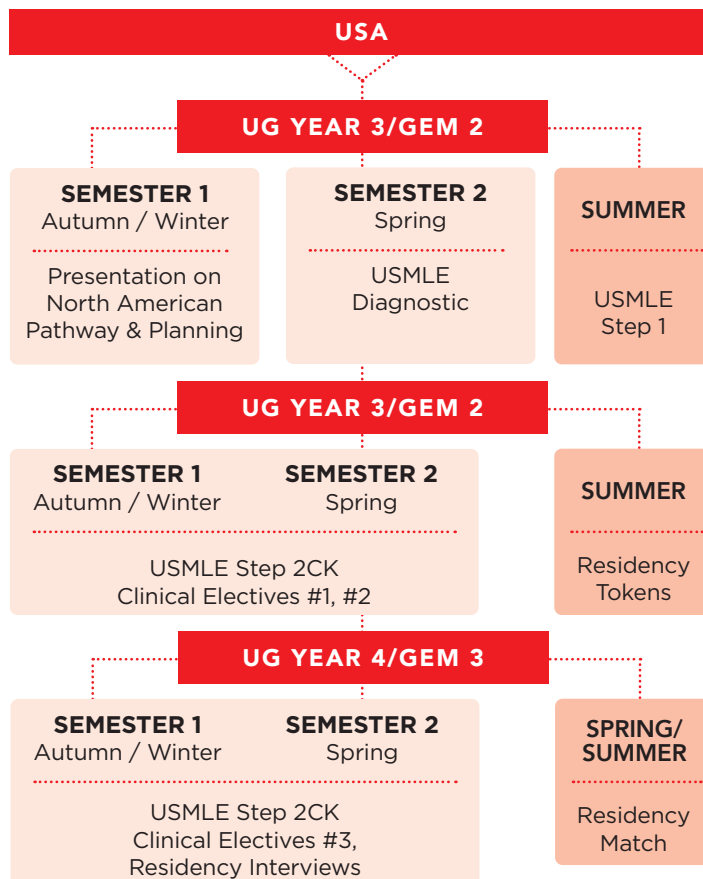 USA
UG YEAR 3/GEM 2
SEMESTER 1
Autumn / Winter
Presentation on
North American
Pathway & Planning
SEMESTER 2
Spring
USMLE
Diagnostic
SUMMER
USMLE
Step 1
UG YEAR 3/GEM 2
SEMESTER 1
Autumn / Winter
SEMESTER 2
Spring
USMLE Step 2CK
Clinical Electives #1, #2
SUMMER
Residency
Tokens
UG YEAR 4/GEM 3
SEMESTER 1
Autumn / Winter
SEMESTER 2
Spring
USMLE Step 2CK
Clinical Electives #3,
Residency Interviews
SPRING/
SUMMER
Residency
Match